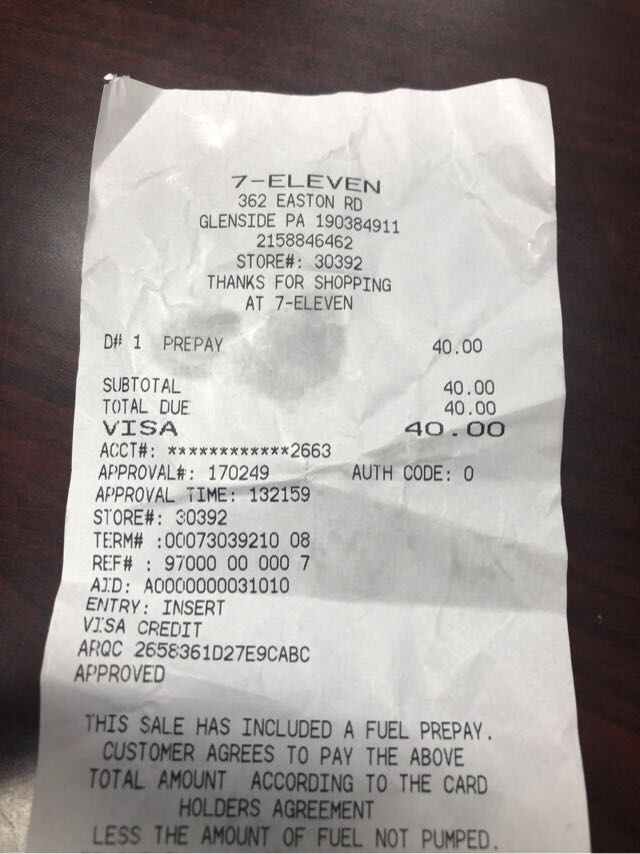 7-ELEVEN
362 EASTON RD
GLENSIDE PA 190384911
2158846462
STORE#: 30392
THANKS FOR SHOPPING
AT 7-ELEVEN
D# 1 PREPAY 40.00
SUBTOTAL 40.00
TOTAL DUE 40.00
VISA 40.00
ACCT#: ************2663
APPROVAL#: 170249 AUTH CODE: 0
APPROVAL TIME: 132159
STORE#: 30392
TERM# :00073039210 08
REF# : 97000 00 000 7
AID: A0000000031010
ENTRY: INSERT
VISA CREDIT
ARQC 2658361D27E9CABC
APPROVED
THIS SALE HAS INCLUDED A FUEL PREPAY.
CUSTOMER AGREES TO PAY THE ABOVE
TOTAL AMOUNT ACCORDING TO THE CARD
HOLDERS AGREEMENT
LESS THE AMOUNT OF FUEL NOT PUMPED.